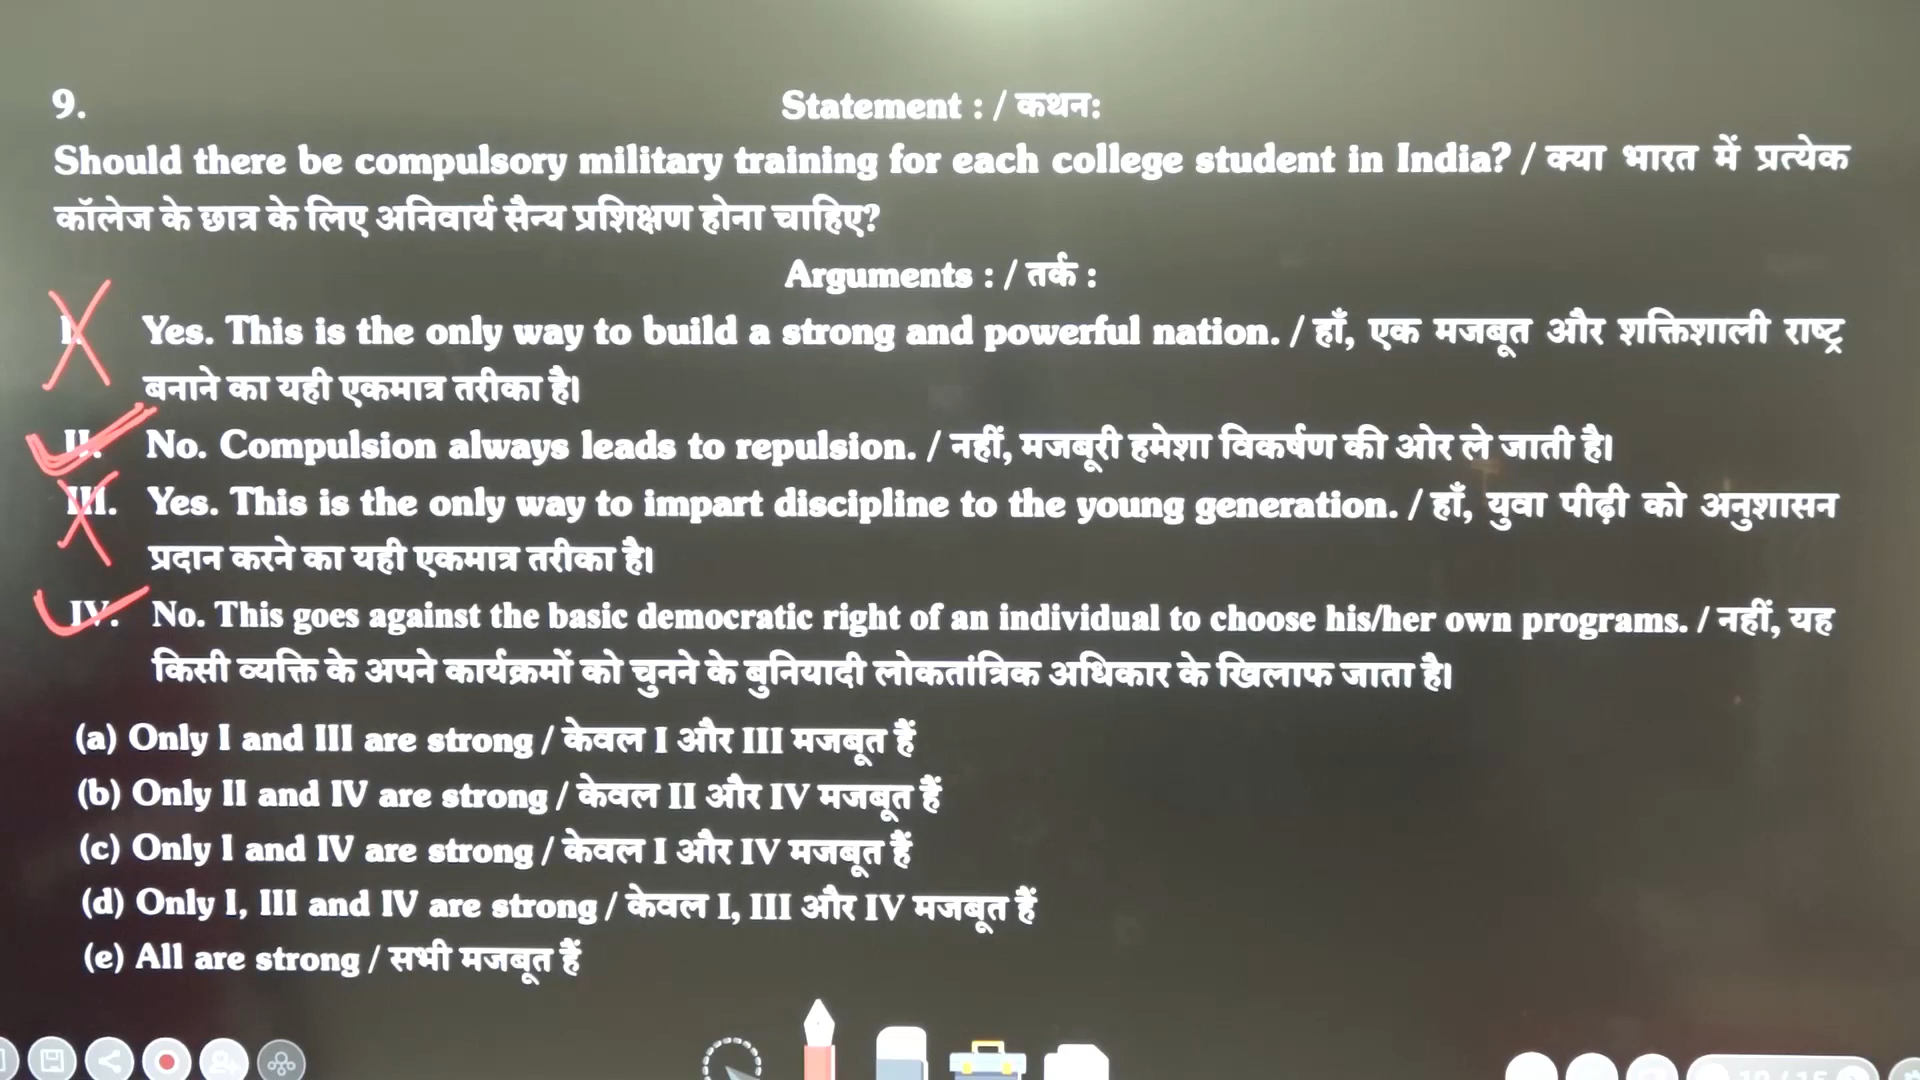 9.
Statement : / कथन:
Should there be compulsory military training for each college student in India? / क्या भारत में प्रत्येक
कॉलेज के छात्र के लिए अनिवार्य सैन्य प्रशिक्षण होना चाहिए?
Arguments : / तर्क :
I. Yes. This is the only way to build a strong and powerful nation. / हाँ, एक मजबूत और शक्तिशाली राष्ट्र
बनाने का यही एकमात्र तरीका है।
II. No. Compulsion always leads to repulsion. / नहीं, मजबूरी हमेशा विकर्षण की ओर ले जाती है।
III. Yes. This is the only way to impart discipline to the young generation. / हाँ, युवा पीढ़ी को अनुशासन
प्रदान करने का यही एकमात्र तरीका है।
IV. No. This goes against the basic democratic right of an individual to choose his/her own programs. / नहीं, यह
किसी व्यक्ति के अपने कार्यक्रमों को चुनने के बुनियादी लोकतांत्रिक अधिकार के खिलाफ जाता है।
(a) Only I and III are strong / केवल I और III मजबूत हैं
(b) Only II and IV are strong / केवल II और IV मजबूत हैं
(c) Only I and IV are strong / केवल I और IV मजबूत हैं
(d) Only I, III and IV are strong / केवल I, III और IV मजबूत हैं
(e) All are strong / सभी मजबूत हैं